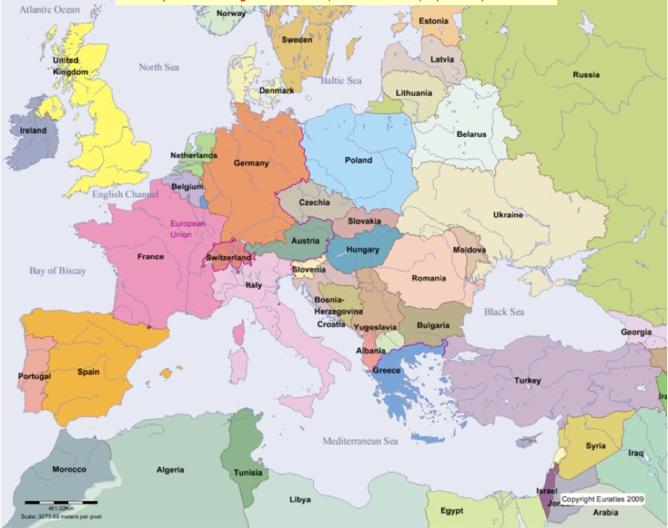 Atlantic Ocean
Norway
Estonia
Sweden
United
Kingdom
North Sea
Latvia
Russia
Baltic Sea
Denmark
Lithuania
Ireland
Belarus
Netherlands
Germany
Poland
Belgium
English Channel
Czechia
Ukraine
European
Union
Slovakia
Austria
Hungary
Moldova
France
Switzerland
Bay of Biscay
Slovenia
Italy
Romania
Bosnia-
Herzegovina
Croatia
Yugoslavia
Bulgaria
Black Sea
Georgia
Albania
Portugal
Spain
Greece
Turkey
Mediterranean Sea
Syria
Iraq
Morocco
Algeria
Tunisia
Israel
Copyright Euratlas 2009
Libya
Egypt
Arabia